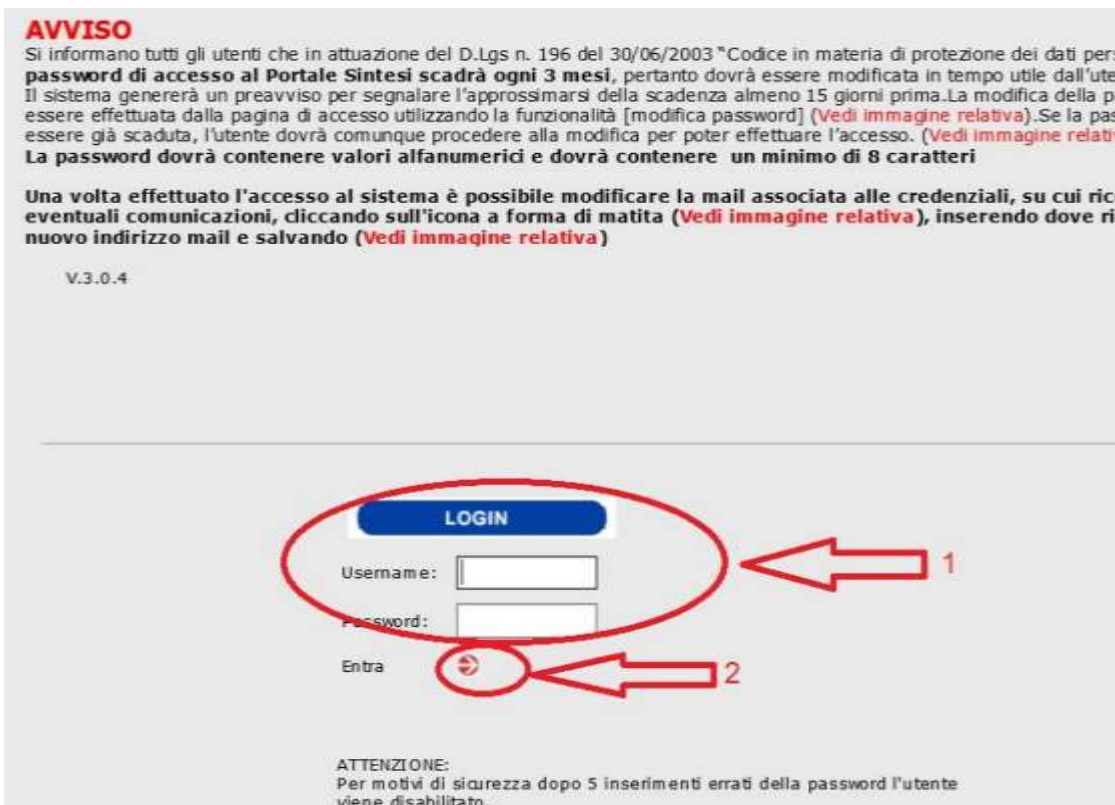 AVVISO
Si informano tutti gli utenti che in attuazione del D.Lgs n. 196 del 30/06/2003 “Codice in materia di protezione dei dati per
password di accesso al Portale Sintesi scadrà ogni 3 mesi, pertanto dovrà essere modificata in tempo utile dall’ute
Il sistema genererà un preavviso per segnalare l’approssimarsi della scadenza almeno 15 giorni prima.La modifica della p
essere effettuata dalla pagina di accesso utilizzando la funzionalità [modifica password] (Vedi immagine relativa).Se la pas
essere già scaduta, l’utente dovrà comunque procedere alla modifica per poter effettuare l’accesso. (Vedi immagine relati
La password dovrà contenere valori alfanumerici e dovrà contenere un minimo di 8 caratteri
Una volta effettuato l'accesso al sistema è possibile modificare la mail associata alle credenziali, su cui ric
eventuali comunicazioni, cliccando sull'icona a forma di matita (Vedi immagine relativa), inserendo dove ri
nuovo indirizzo mail e salvando (Vedi immagine relativa)
V.3.0.4
LOGIN
Username:
1
Password:
Entra
2
ATTENZIONE:
Per motivi di sicurezza dopo 5 inserimenti errati della password l'utente
viene disabilitato